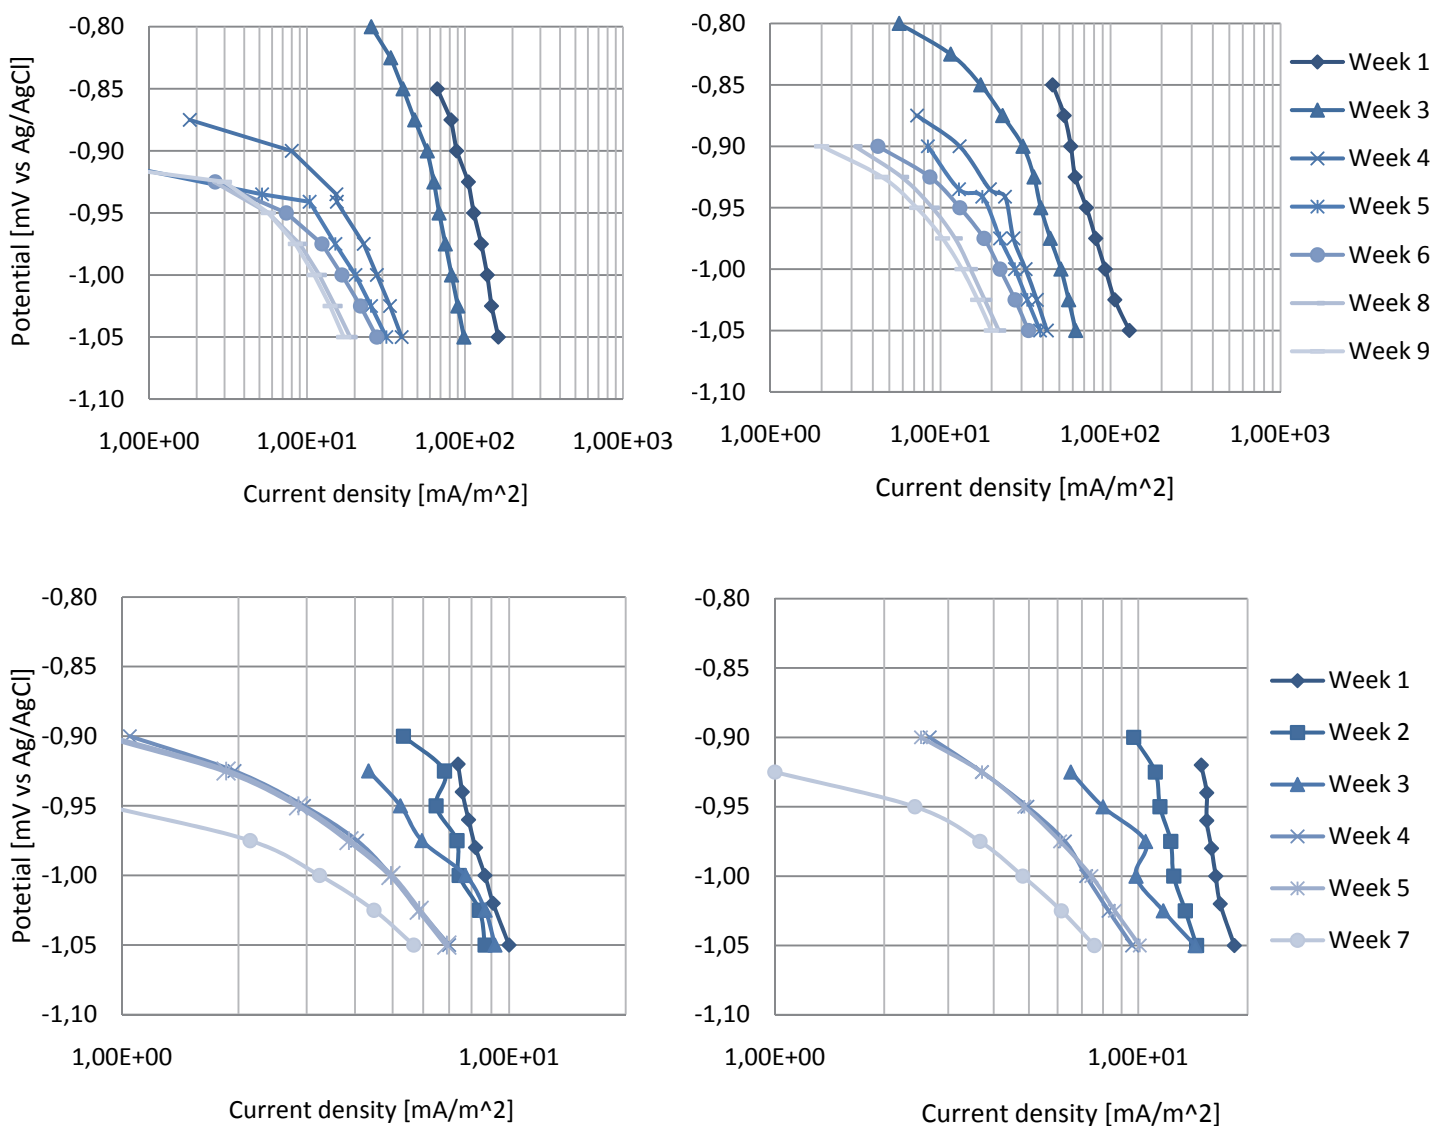 -0,80
-0,85
-0,90
-0,95
-1,00
-1,05
-1,10
Potential [mV vs Ag/AgCl]
1,00E+00
1,00E+01
1,00E+02
1,00E+03
Current density [mA/m^2]
-0,80
-0,85
-0,90
-0,95
-1,00
-1,05
-1,10
1,00E+00
1,00E+01
1,00E+02
1,00E+03
Current density [mA/m^2]
Week 1
Week 3
Week 4
Week 5
Week 6
Week 8
Week 9
-0,80
-0,85
-0,90
-0,95
-1,00
-1,05
-1,10
Potetial [mV vs Ag/AgCl]
1,00E+00
1,00E+01
Current density [mA/m^2]
-0,80
-0,85
-0,90
-0,95
-1,00
-1,05
-1,10
1,00E+00
1,00E+01
Current density [mA/m^2]
Week 1
Week 2
Week 3
Week 4
Week 5
Week 7